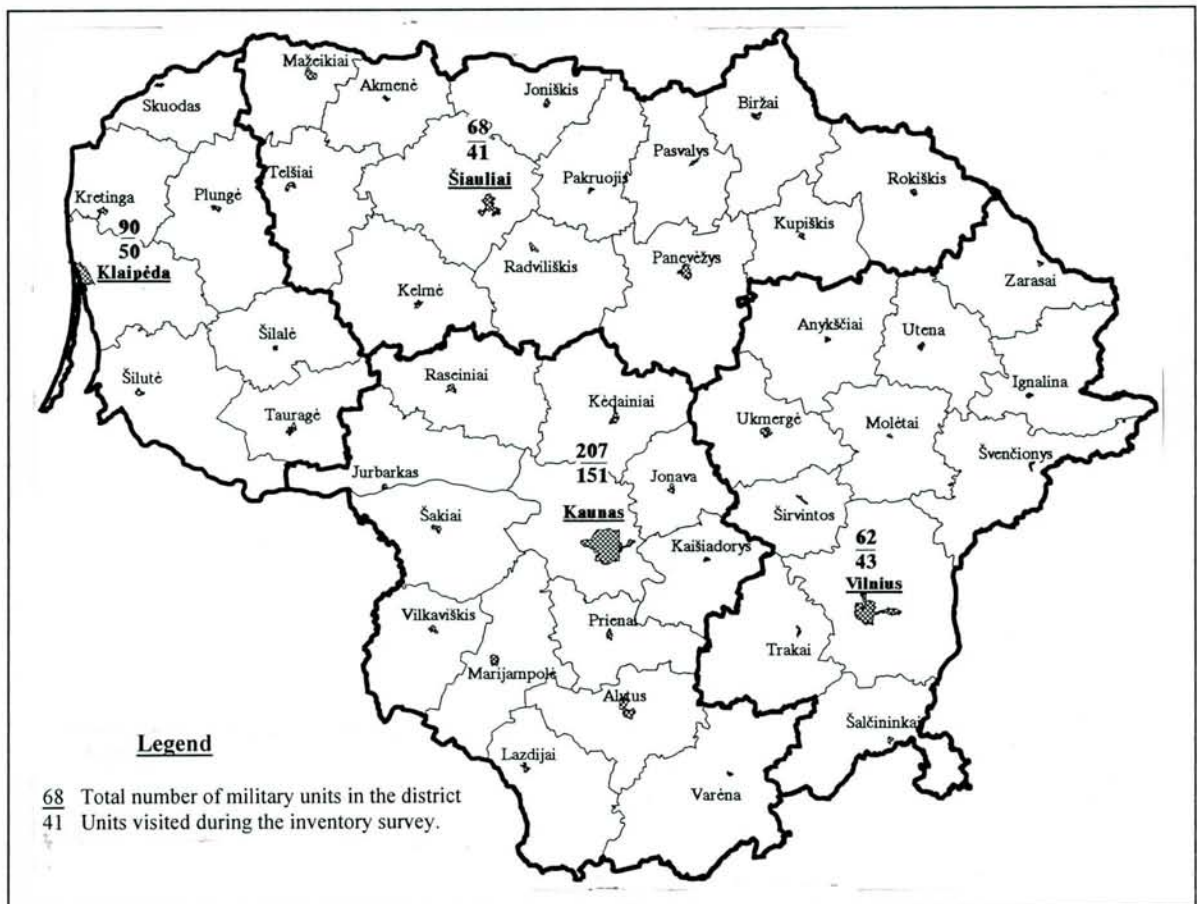 Mažeikiai
Akmenė
Joniškis
Skuodas
Biržai
68
41
Šiauliai
Pasvalys
Telšiai
Pakruojis
Rokiškis
Kretinga
Plungė
90
50
Klaipėda
Kupiškis
Radviliškis
Panevėžys
Kelmė
Zarasai
Anykščiai
Utena
Šilalė
Šilutė
Raseiniai
Ignalina
Tauragė
Kėdainiai
Ukmergė
Molėtai
Švenčionys
207
151
Kaunas
Jurbarkas
Jonava
Širvintos
Šakiai
Kaišiadorys
62
43
Vilnius
Vilkaviškis
Prienai
Trakai
Marijampolė
Alytus
Šalčininkai
Lazdijai
Varėna
Legend
68 Total number of military units in the district
41 Units visited during the inventory survey.